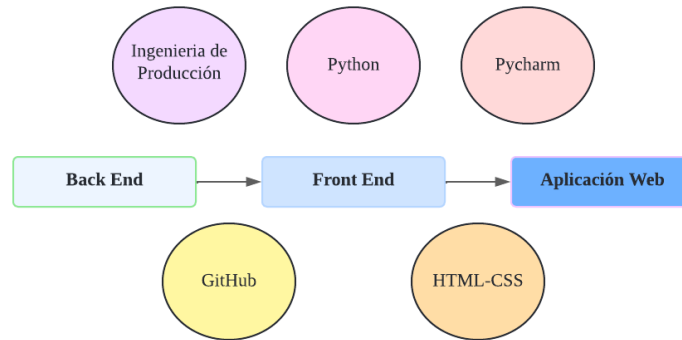 Ingenieria de
Producción
Python
Pycharm
Back End
Front End
Aplicación Web
GitHub
HTML-CSS